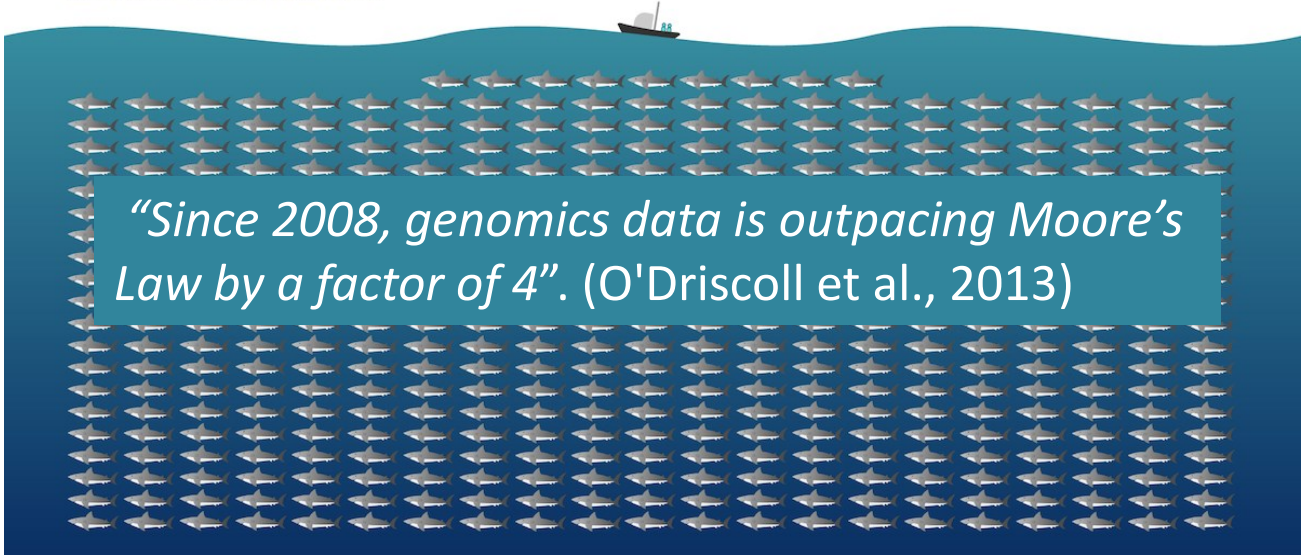 “Since 2008, genomics data is outpacing Moore’s
Law by a factor of 4”. (O'Driscoll et al., 2013)